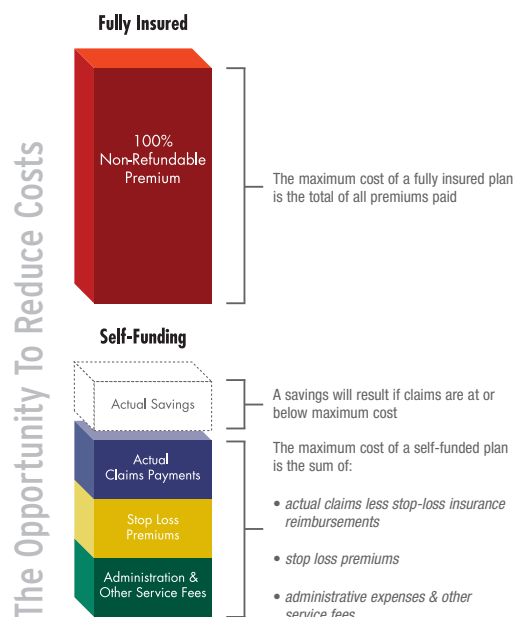 The Opportunity To Reduce Costs
Fully Insured
100%
Non-Refundable
Premium
The maximum cost of a fully insured plan
is the total of all premiums paid
Self-Funding
Actual Savings
A savings will result if claims are at or
below maximum cost
Actual
Claims Payments
Stop Loss
Premiums
Administration &
Other Service Fees
The maximum cost of a self-funded plan
is the sum of:
• actual claims less stop-loss insurance
reimbursements
• stop loss premiums
• administrative expenses & other
service fees